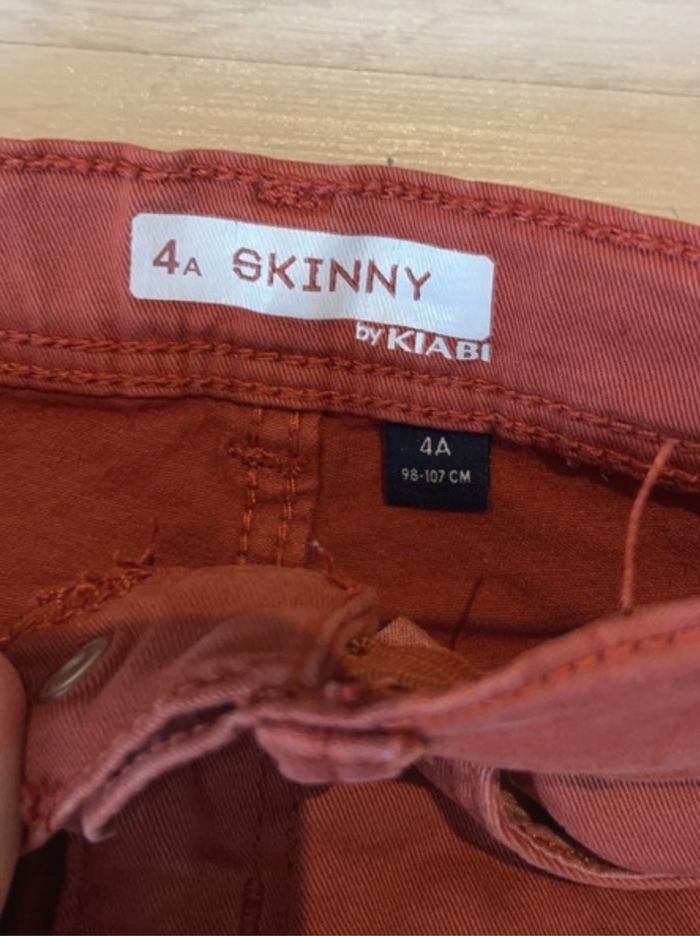 4A SKINNY
by KIABI
4A
98-107 CM